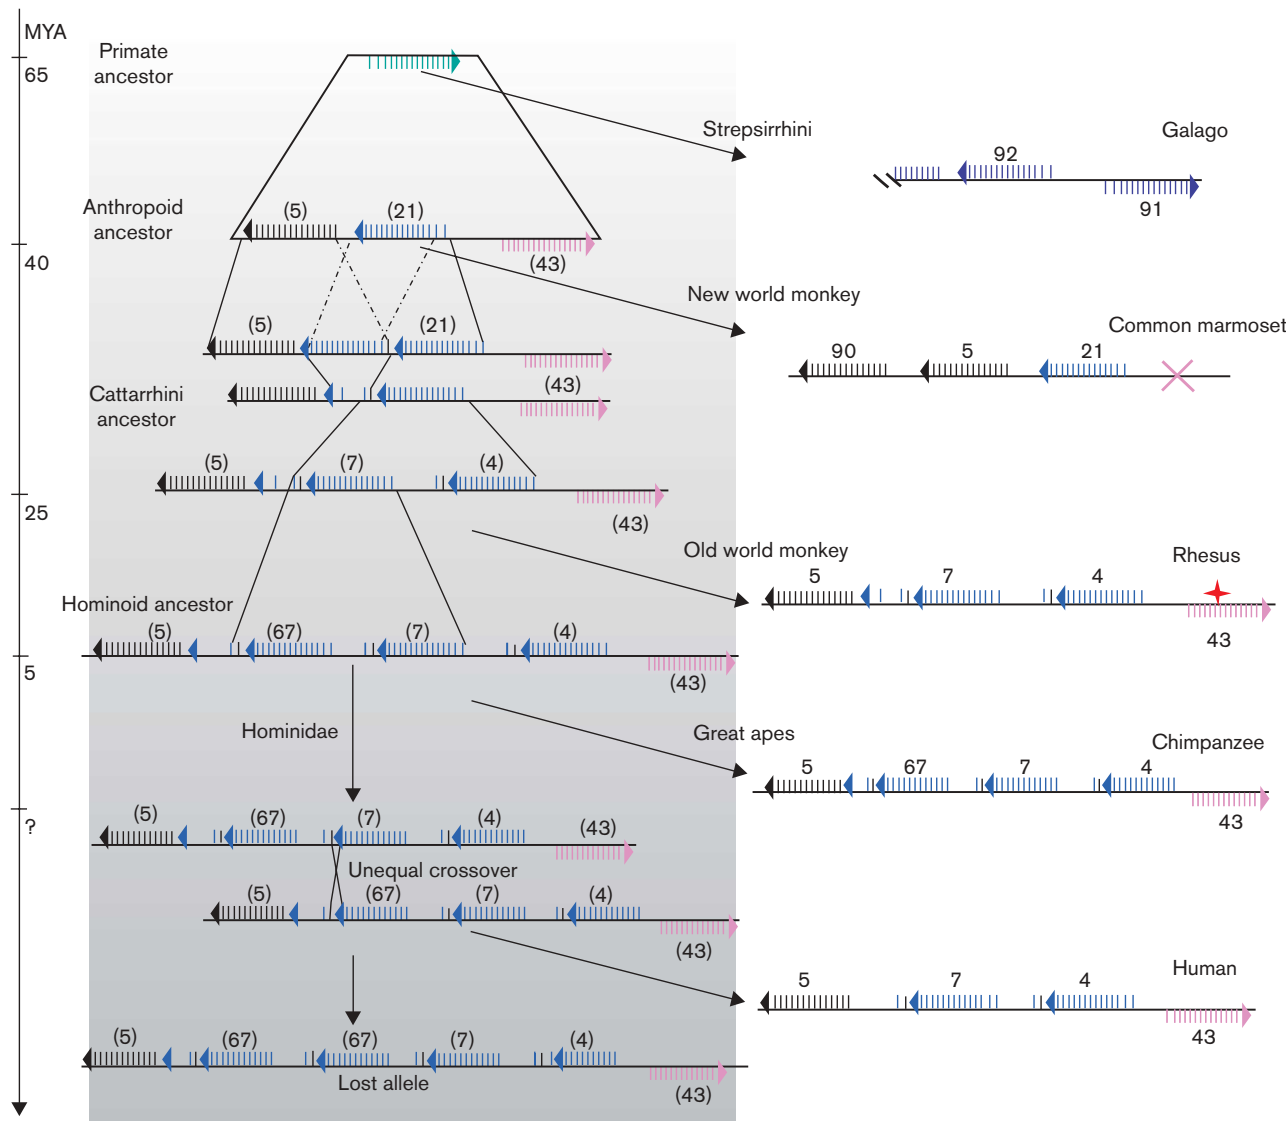 MYA
Primate
ancestor
65
Strepsirrhini
Galago
92
91
Anthropoid
ancestor
(5)
(21)
(43)
40
New world monkey
Common marmoset
90
5
21
(5)
(21)
(43)
Cattarrhini
ancestor
(5)
(7)
(4)
(43)
25
Old world monkey
Rhesus
5
7
4
43
Hominoid ancestor
(5)
(67)
(7)
(4)
(43)
5
Hominidae
Great apes
Chimpanzee
5
67
7
4
43
?
(5)
(67)
(7)
(4)
(43)
Unequal crossover
(5)
(67)
(7)
(4)
(43)
Human
5
7
4
43
(5)
(67)
(67)
(7)
(4)
Lost allele
(43)